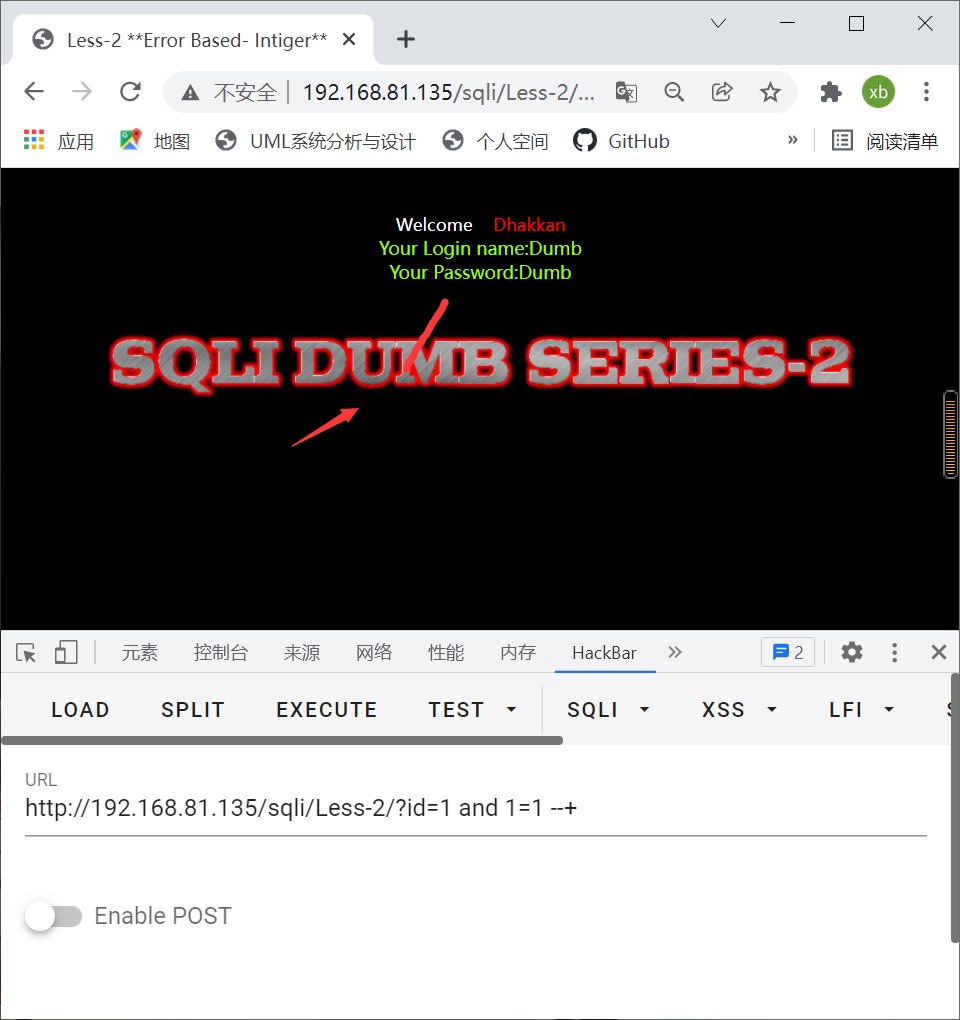 Less-2 **Error Based- Intiger**
不安全 192.168.81.135/sqli/Less-2/... xb
应用 地图 UML系统分析与设计 个人空间 GitHub » 阅读清单
Welcome Dhakkan
Your Login name:Dumb
Your Password:Dumb
SQLI DUMB SERIES-2
元素 控制台 来源 网络 性能 内存 HackBar » 2
LOAD SPLIT EXECUTE TEST SQLI XSS LFI
URL
http://192.168.81.135/sqli/Less-2/?id=1 and 1=1 --+
Enable POST